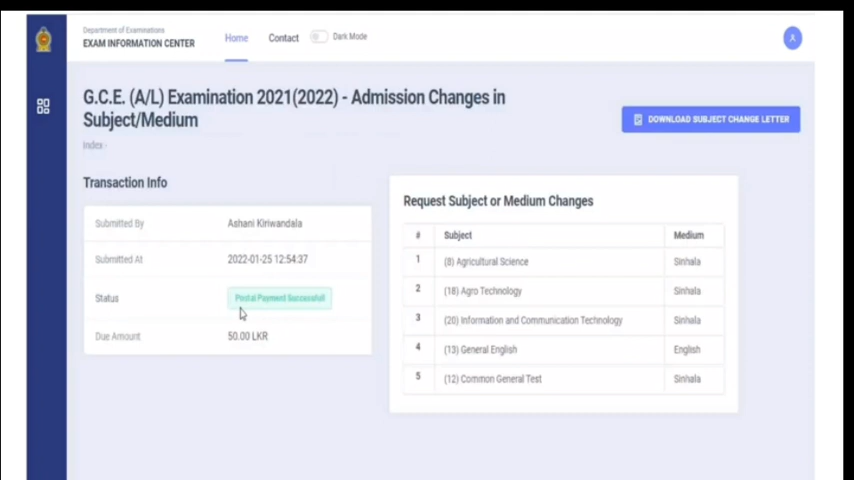 Department of Examinations
EXAM INFORMATION CENTER
Home
Contact
Dark Mode
G.C.E. (A/L) Examination 2021(2022) - Admission Changes in
Subject/Medium
DOWNLOAD SUBJECT CHANGE LETTER
Index :
Transaction Info
Submitted By Ashani Kiriwandala
Submitted At 2022-01-25 12:54:37
Status Postal Payment Successfull
Due Amount 50.00 LKR
Request Subject or Medium Changes
# Subject Medium
1 (8) Agricultural Science Sinhala
2 (18) Agro Technology Sinhala
3 (20) Information and Communication Technology Sinhala
4 (13) General English English
5 (12) Common General Test Sinhala